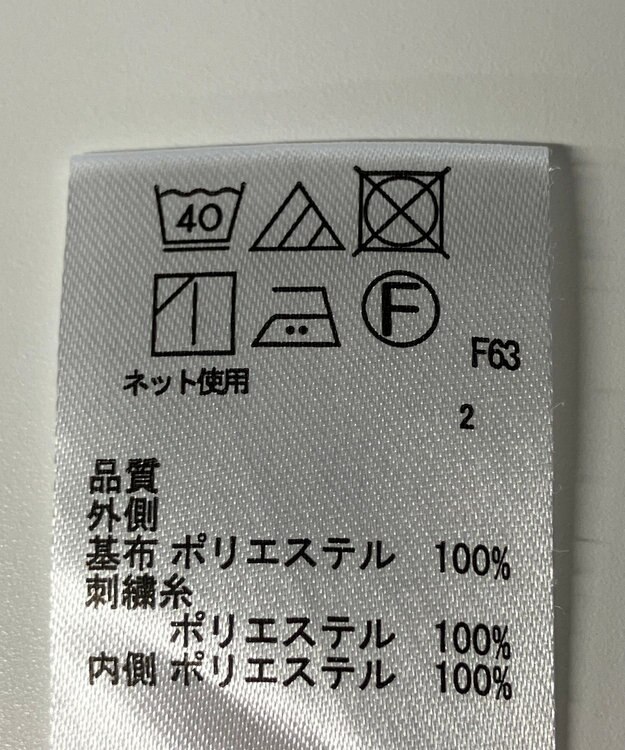 40
F
F63
ネット使用
2
品質
外側
基布 ポリエステル 100%
刺繍糸
ポリエステル 100%
内側 ポリエステル 100%